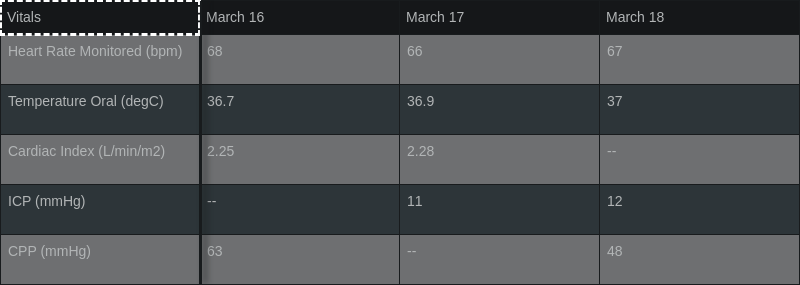 Vitals March 16 March 17 March 18
Heart Rate Monitored (bpm) 68 66 67
Temperature Oral (degC) 36.7 36.9 37
Cardiac Index (L/min/m2) 2.25 2.28 --
ICP (mmHg) -- 11 12
CPP (mmHg) 63 -- 48